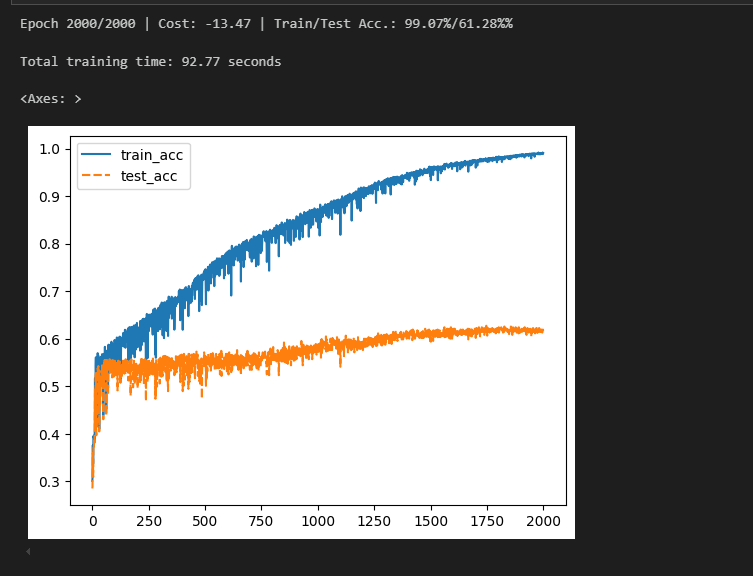 Epoch 2000/2000 | Cost: -13.47 | Train/Test Acc.: 99.07%/61.28%%
Total training time: 92.77 seconds
<Axes: >
train_acc
test_acc
1.0
0.9
0.8
0.7
0.6
0.5
0.4
0.3
0 250 500 750 1000 1250 1500 1750 2000